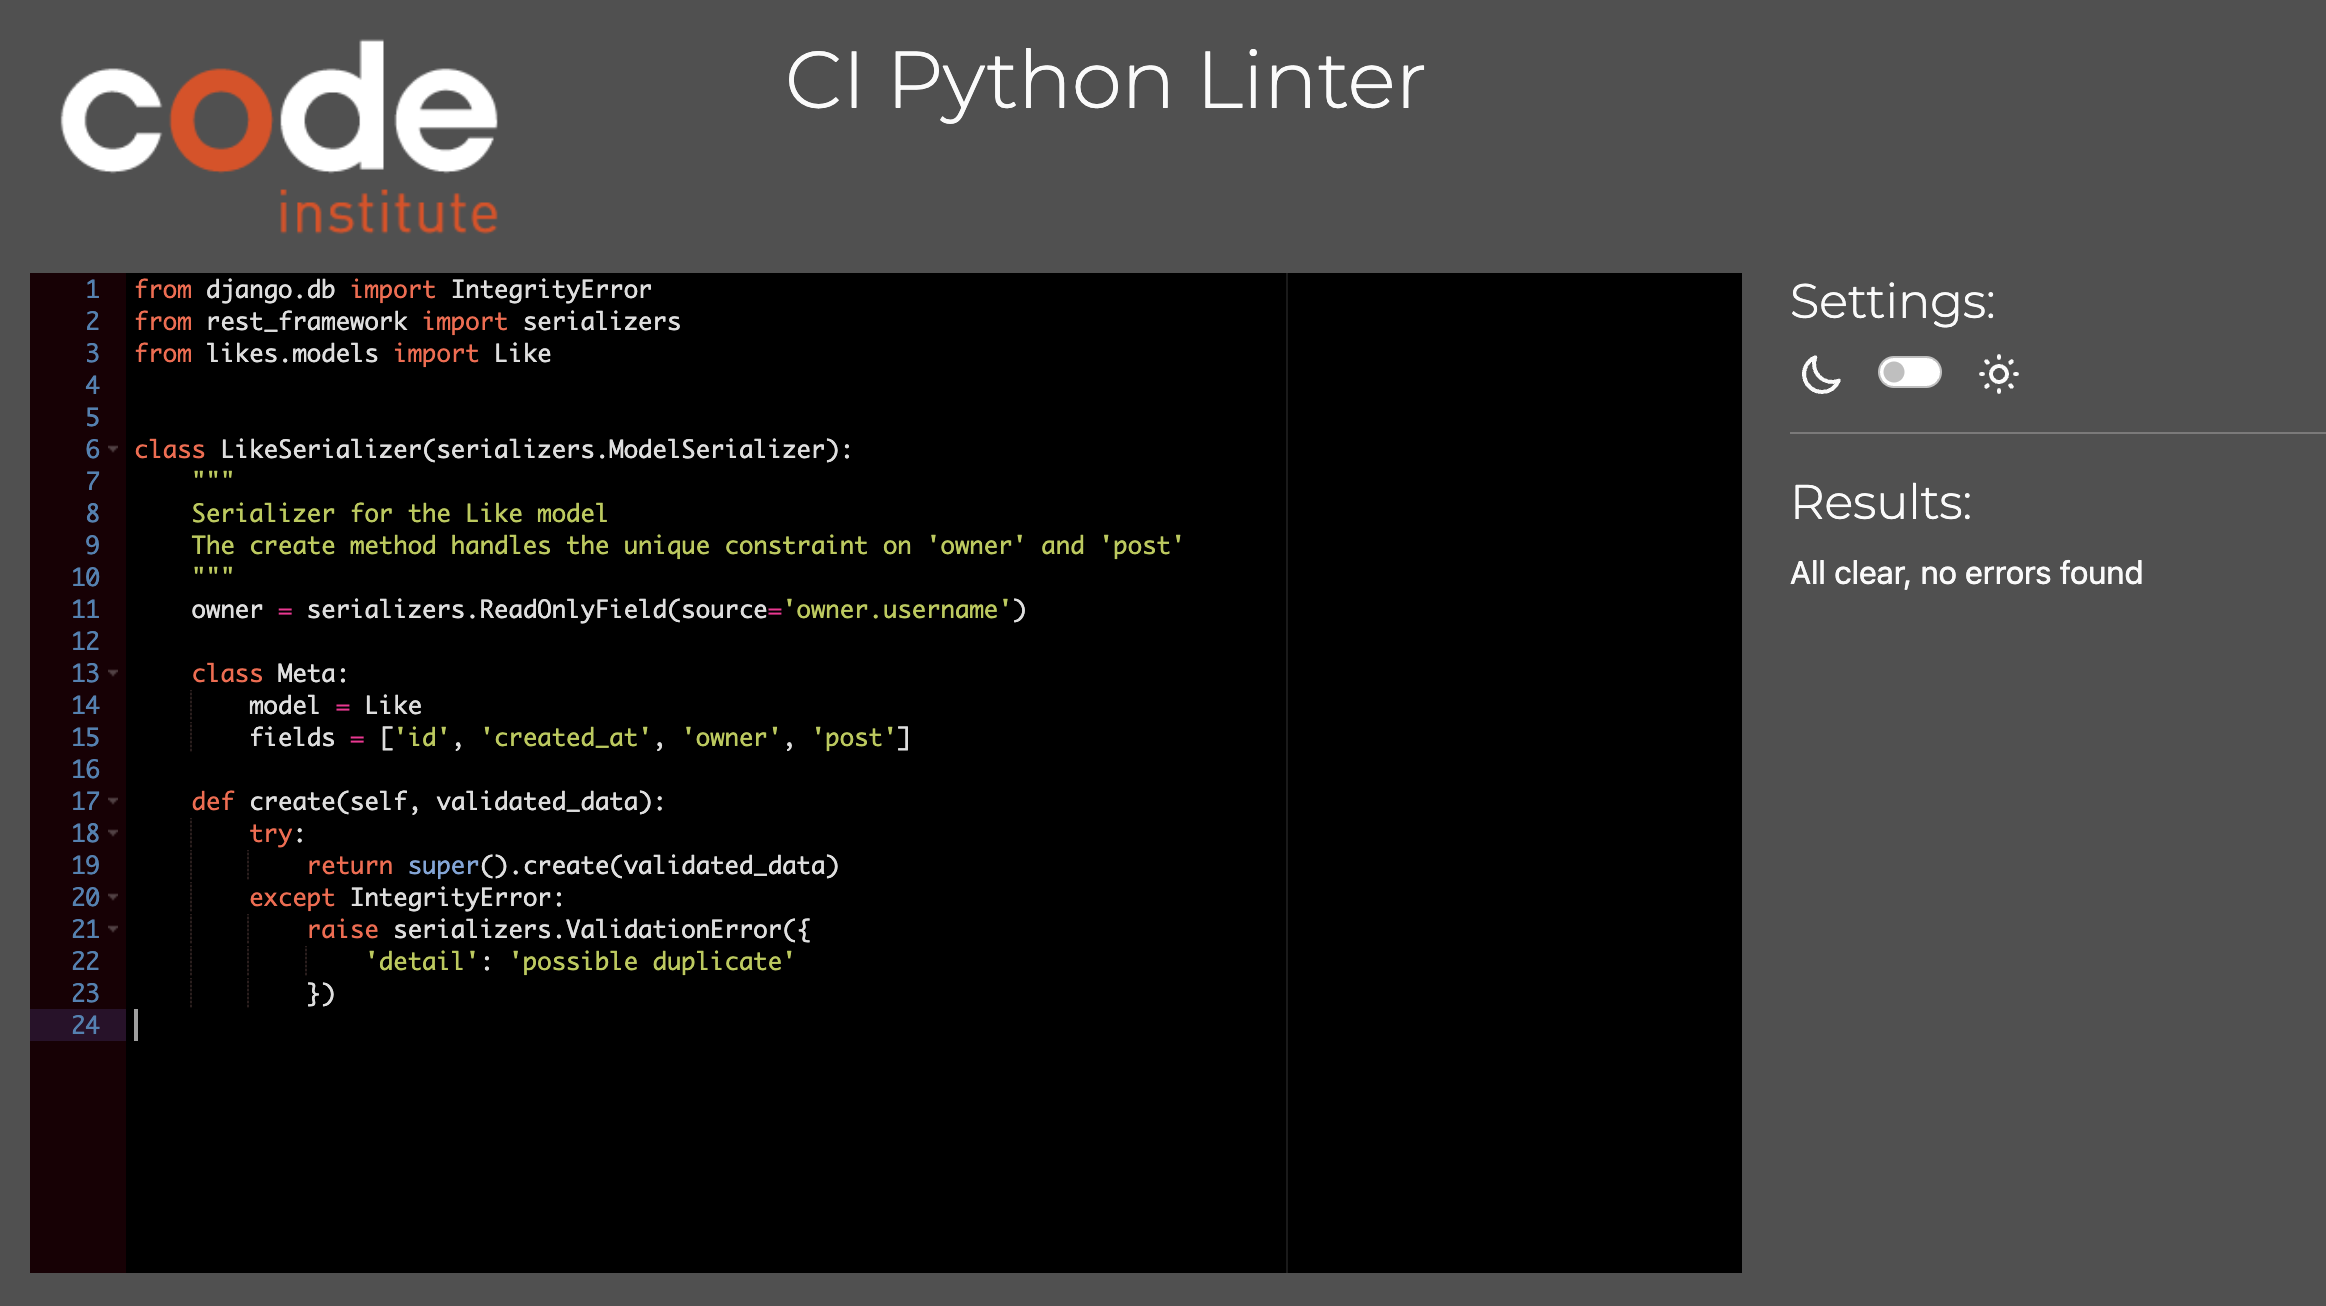 code
institute
CI Python Linter
1 from django.db import IntegrityError
2 from rest_framework import serializers
3 from likes.models import Like
4
5
6 class LikeSerializer(serializers.ModelSerializer):
7     """
8     Serializer for the Like model
9     The create method handles the unique constraint on 'owner' and 'post'
10     """
11     owner = serializers.ReadOnlyField(source='owner.username')
12
13     class Meta:
14         model = Like
15         fields = ['id', 'created_at', 'owner', 'post']
16
17     def create(self, validated_data):
18         try:
19             return super().create(validated_data)
20         except IntegrityError:
21             raise serializers.ValidationError({
22                 'detail': 'possible duplicate'
23             })
24
Settings:
Results:
All clear, no errors found